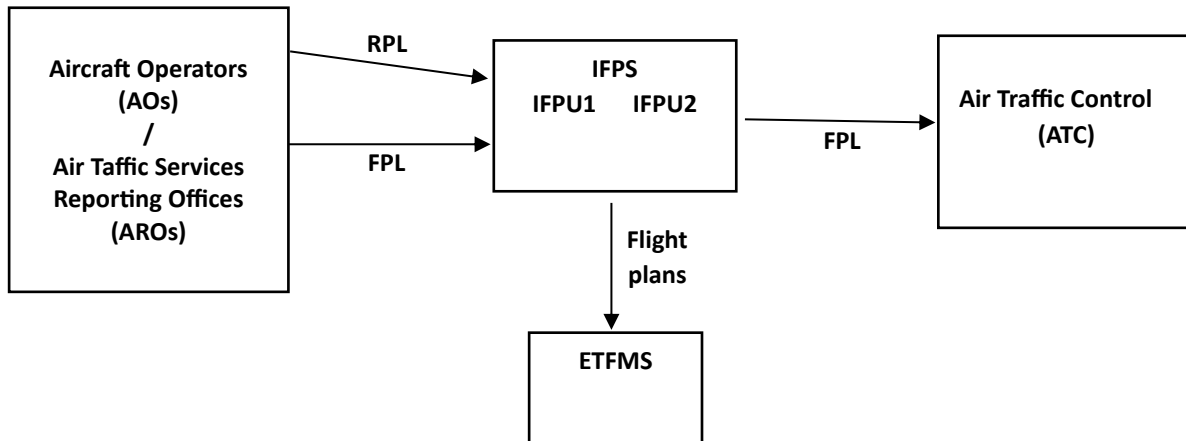 Aircraft Operators
(AOs)
/
Air Taffic Services
Reporting Offices
(AROs)
RPL
FPL
IFPS
IFPU1 IFPU2
FPL
Air Traffic Control
(ATC)
Flight
plans
ETFMS